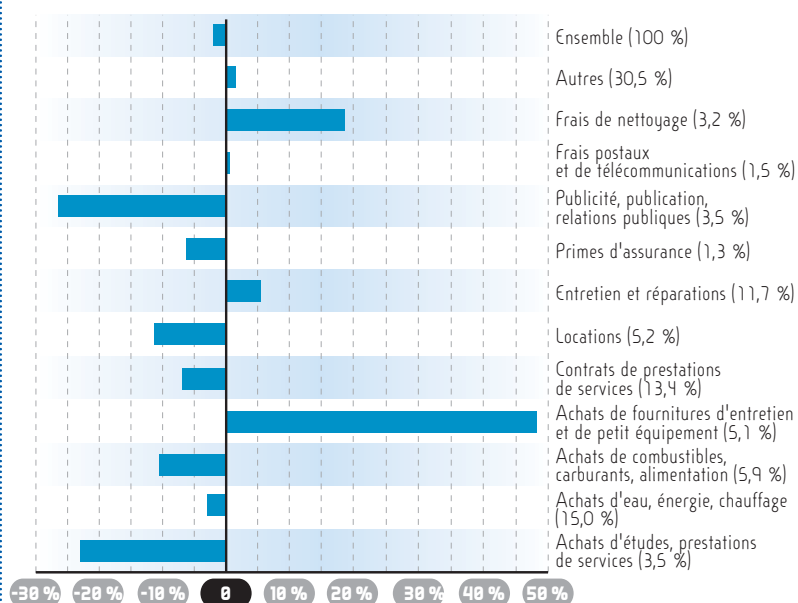 Ensemble (100 %)
Autres (30,5 %)
Frais de nettoyage (3,2 %)
Frais postaux
et de télécommunications (1,5 %)
Publicité, publication,
relations publiques (3,5 %)
Primes d'assurance (1,3 %)
Entretien et réparations (11,7 %)
Locations (5,2 %)
Contrats de prestations
de services (13,4 %)
Achats de fournitures d'entretien
et de petit équipement (5,1 %)
Achats de combustibles,
carburants, alimentation (5,9 %)
Achats d'eau, énergie, chauffage
(15,0 %)
Achats d'études, prestations
de services (3,5 %)
-30 % -20 % -10 % 0 10 % 20 % 30 % 40 % 50 %